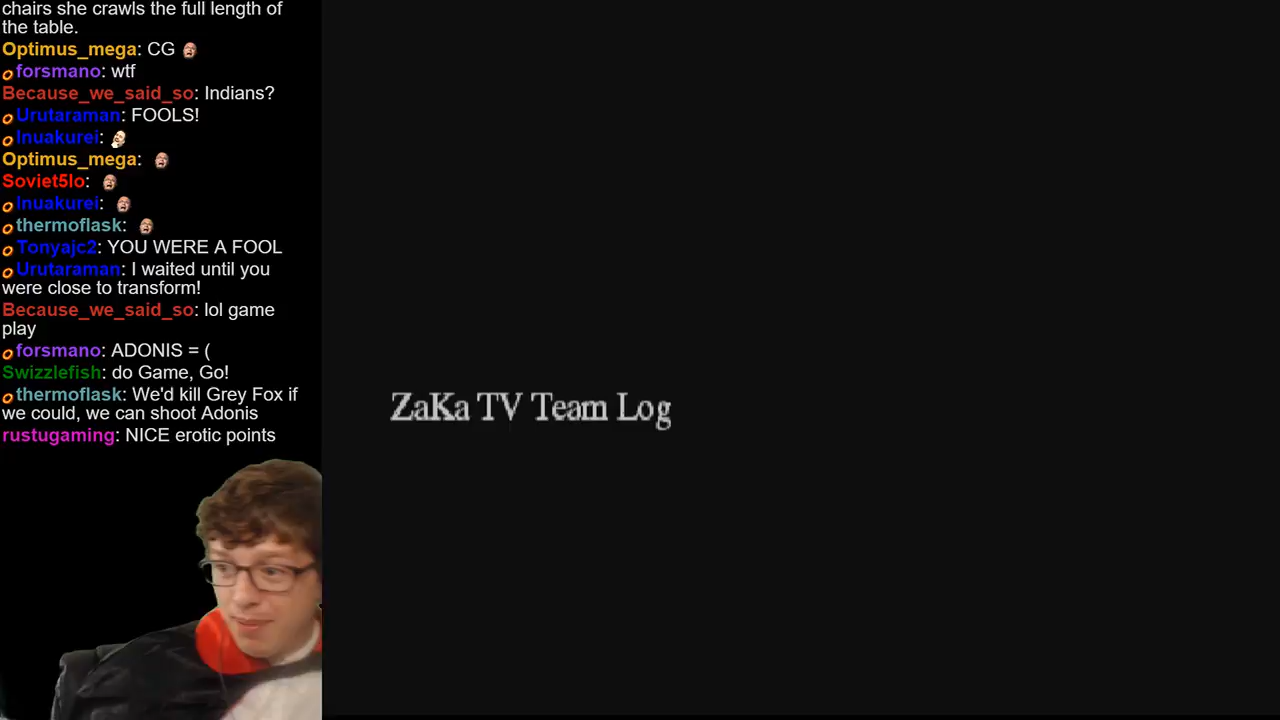 chairs she crawls the full length of
the table.
Optimus_mega: CG
forsmano: wtf
Because_we_said_so: Indians?
Urutaraman: FOOLS!
Inuakurei:
Optimus_mega:
Soviet5lo:
Inuakurei:
thermoflask:
Tonyajc2: YOU WERE A FOOL
Urutaraman: I waited until you
were close to transform!
Because_we_said_so: lol game
play
forsmano: ADONIS = (
Swizzlefish: do Game, Go!
thermoflask: We'd kill Grey Fox if
we could, we can shoot Adonis
rustugaming: NICE erotic points
ZaKa TV Team Log